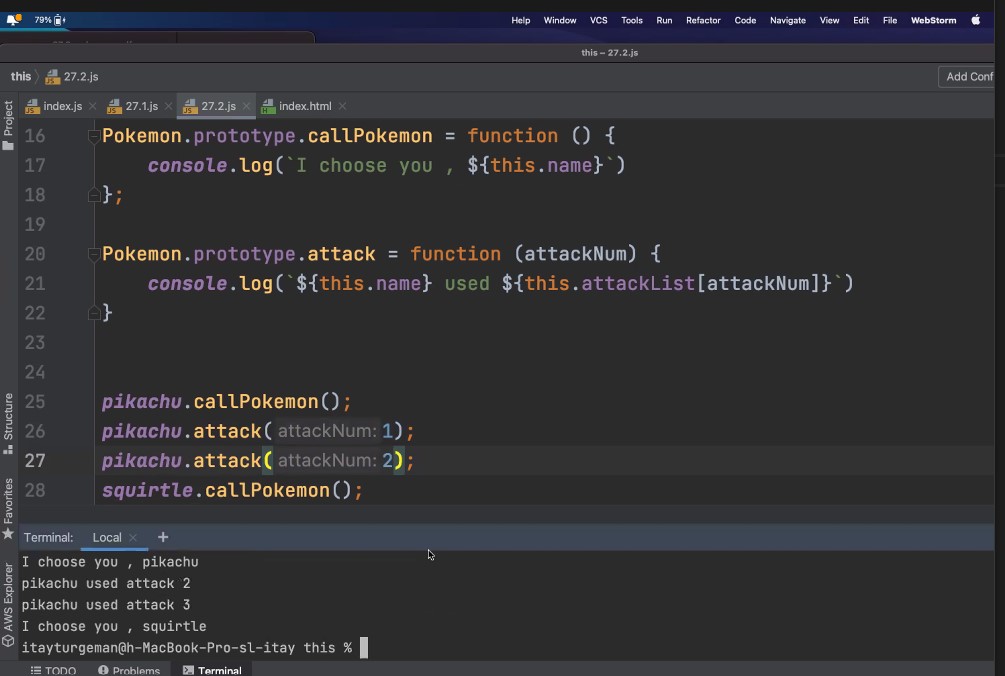 79% Help Window VCS Tools Run Refactor Code Navigate View Edit File WebStorm
this – 27.2.js
this 27.2.js Add Conf
index.js 27.1.js 27.2.js index.html
Project
Structure
Favorites
AWS Explorer
16 Pokemon.prototype.callPokemon = function () {
17 console.log(`I choose you , ${this.name}`)
18 };
19
20 Pokemon.prototype.attack = function (attackNum) {
21 console.log(`${this.name} used ${this.attackList[attackNum]}`)
22 }
23
24
25 pikachu.callPokemon();
26 pikachu.attack( attackNum: 1);
27 pikachu.attack( attackNum: 2);
28 squirtle.callPokemon();
Terminal: Local +
I choose you , pikachu
pikachu used attack 2
pikachu used attack 3
I choose you , squirtle
itayturgeman@h-MacBook-Pro-sl-itay this %
TODO Problems Terminal